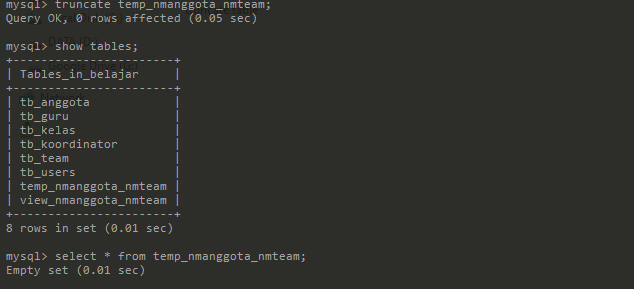 mysql> truncate temp_nmanggota_nmteam;
Query OK, 0 rows affected (0.05 sec)
mysql> show tables;
+-----------------------+
| Tables_in_belajar     |
+-----------------------+
| tb_anggota            |
| tb_guru               |
| tb_kelas              |
| tb_koordinator        |
| tb_team               |
| tb_users              |
| temp_nmanggota_nmteam |
| view_nmanggota_nmteam |
+-----------------------+
8 rows in set (0.01 sec)
mysql> select * from temp_nmanggota_nmteam;
Empty set (0.01 sec)